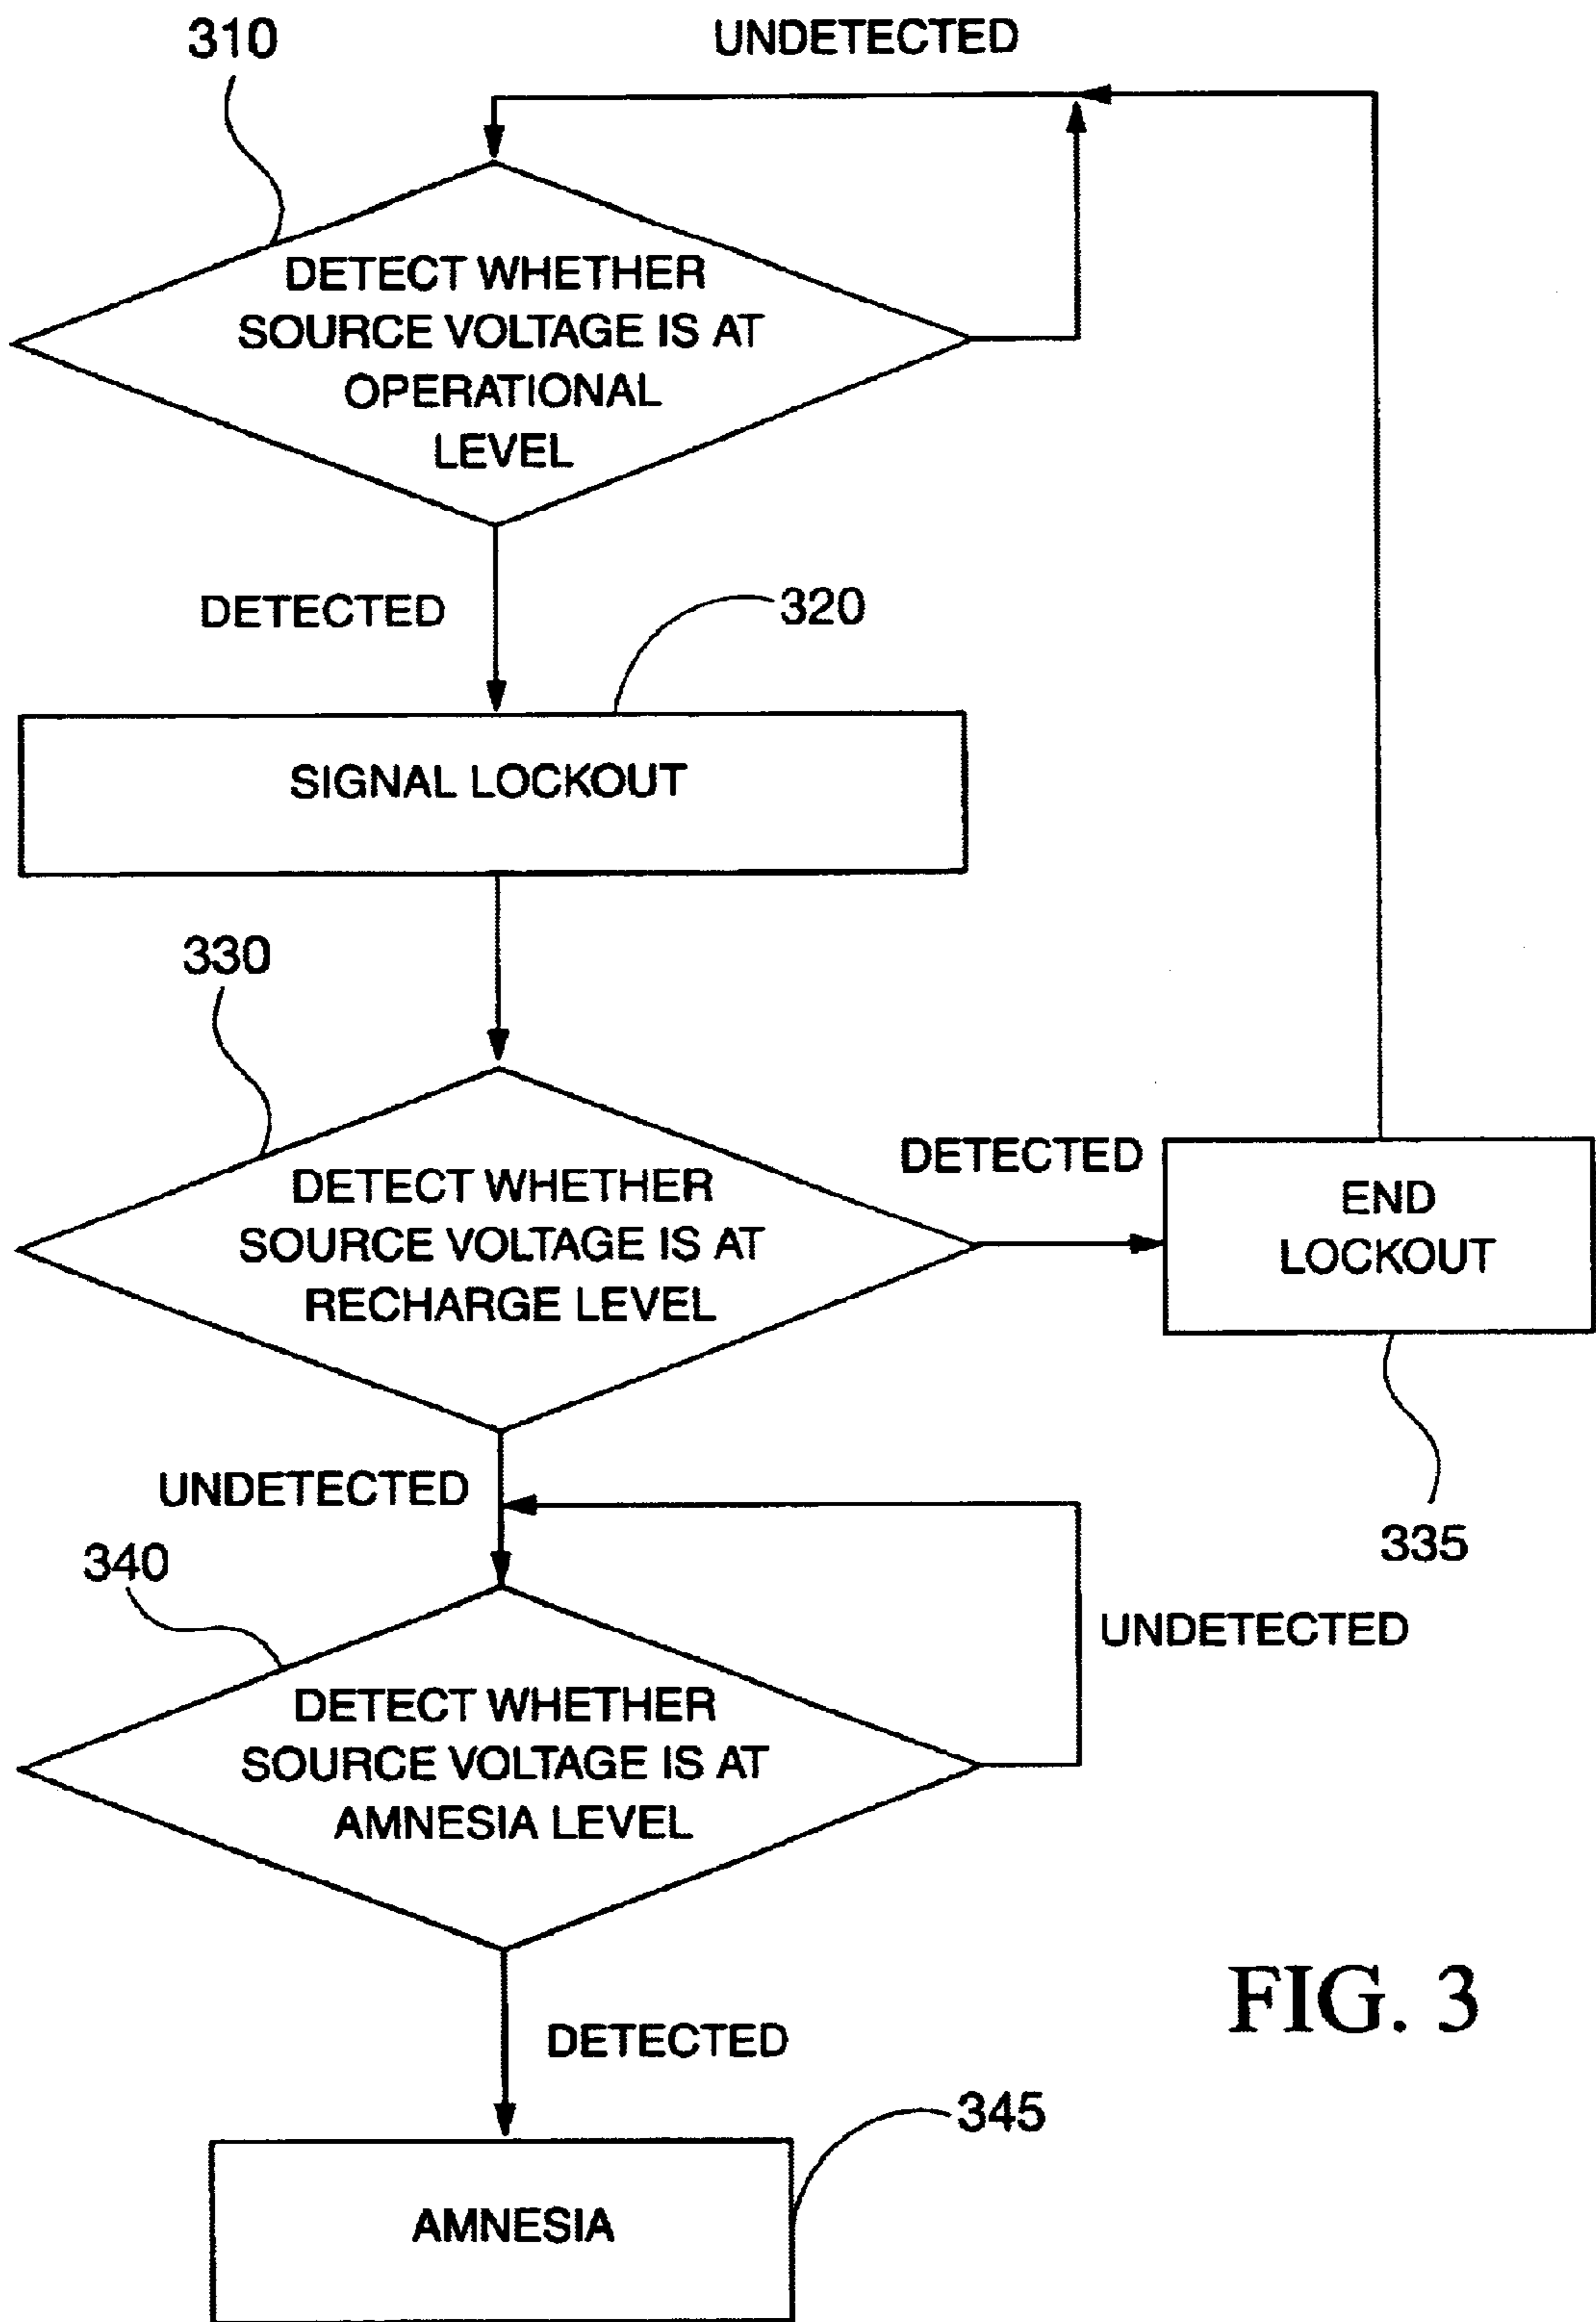 310
UNDETECTED
DETECT WHETHER
SOURCE VOLTAGE IS AT
OPERATIONAL
LEVEL
DETECTED
320
SIGNAL LOCKOUT
330
DETECTED
DETECT WHETHER
SOURCE VOLTAGE IS AT
RECHARGE LEVEL
END
LOCKOUT
UNDETECTED
335
340
UNDETECTED
DETECT WHETHER
SOURCE VOLTAGE IS AT
AMNESIA LEVEL
FIG. 3
DETECTED
345
AMNESIA